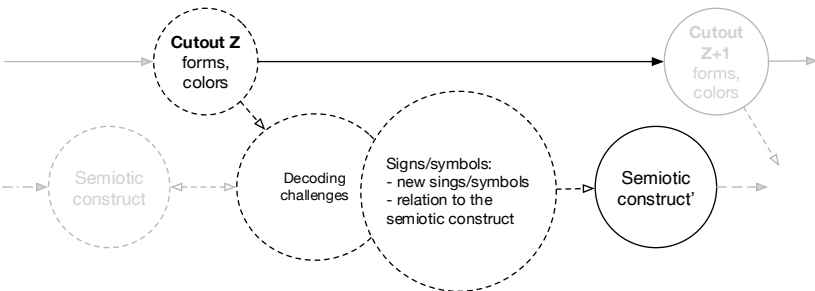 Cutout Z
forms,
colors
Cutout
Z+1
forms,
colors
Semiotic
construct
Decoding
challenges
Signs/symbols:
- new sings/symbols
- relation to the
semiotic construct
Semiotic
construct’